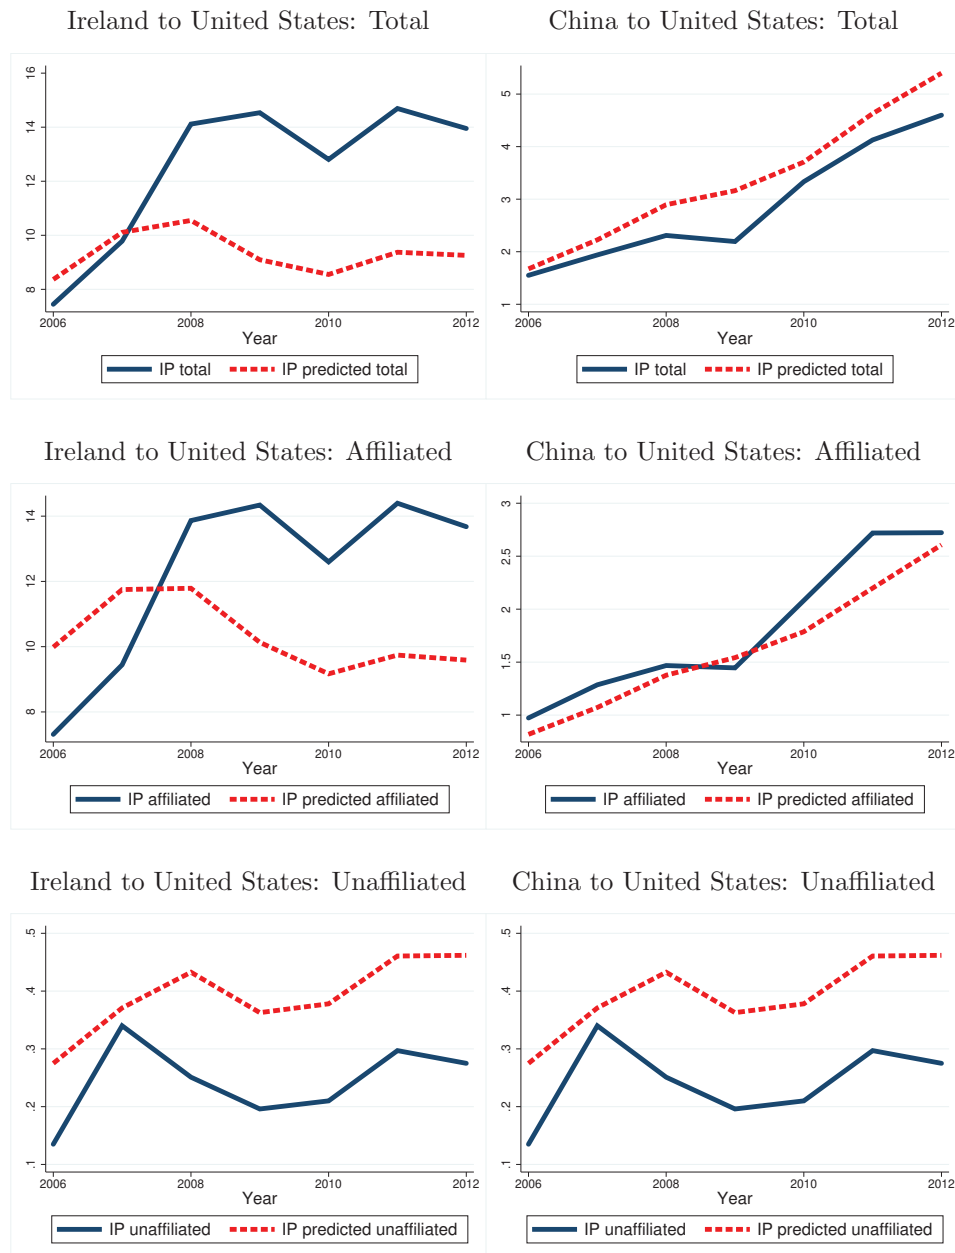 Ireland to United States: Total
16
14
12
10
8
2006 2008 2010 2012
Year
IP total IP predicted total
China to United States: Total
5
4
3
2
1
2006 2008 2010 2012
Year
IP total IP predicted total
Ireland to United States: Affiliated
14
12
10
8
2006 2008 2010 2012
Year
IP affiliated IP predicted affiliated
China to United States: Affiliated
3
2.5
2
1.5
1
2006 2008 2010 2012
Year
IP affiliated IP predicted affiliated
Ireland to United States: Unaffiliated
.5
.4
.3
.2
.1
2006 2008 2010 2012
Year
IP unaffiliated IP predicted unaffiliated
China to United States: Unaffiliated
.5
.4
.3
.2
.1
2006 2008 2010 2012
Year
IP unaffiliated IP predicted unaffiliated